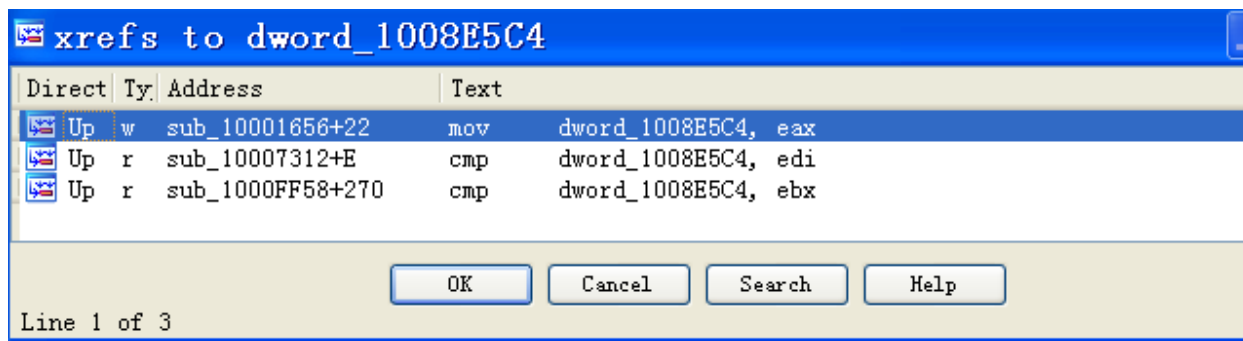 xrefs to dword_1008E5C4
Direct Ty Address Text
Up w sub_10001656+22 mov dword_1008E5C4, eax
Up r sub_10007312+E cmp dword_1008E5C4, edi
Up r sub_1000FF58+270 cmp dword_1008E5C4, ebx
OK Cancel Search Help
Line 1 of 3